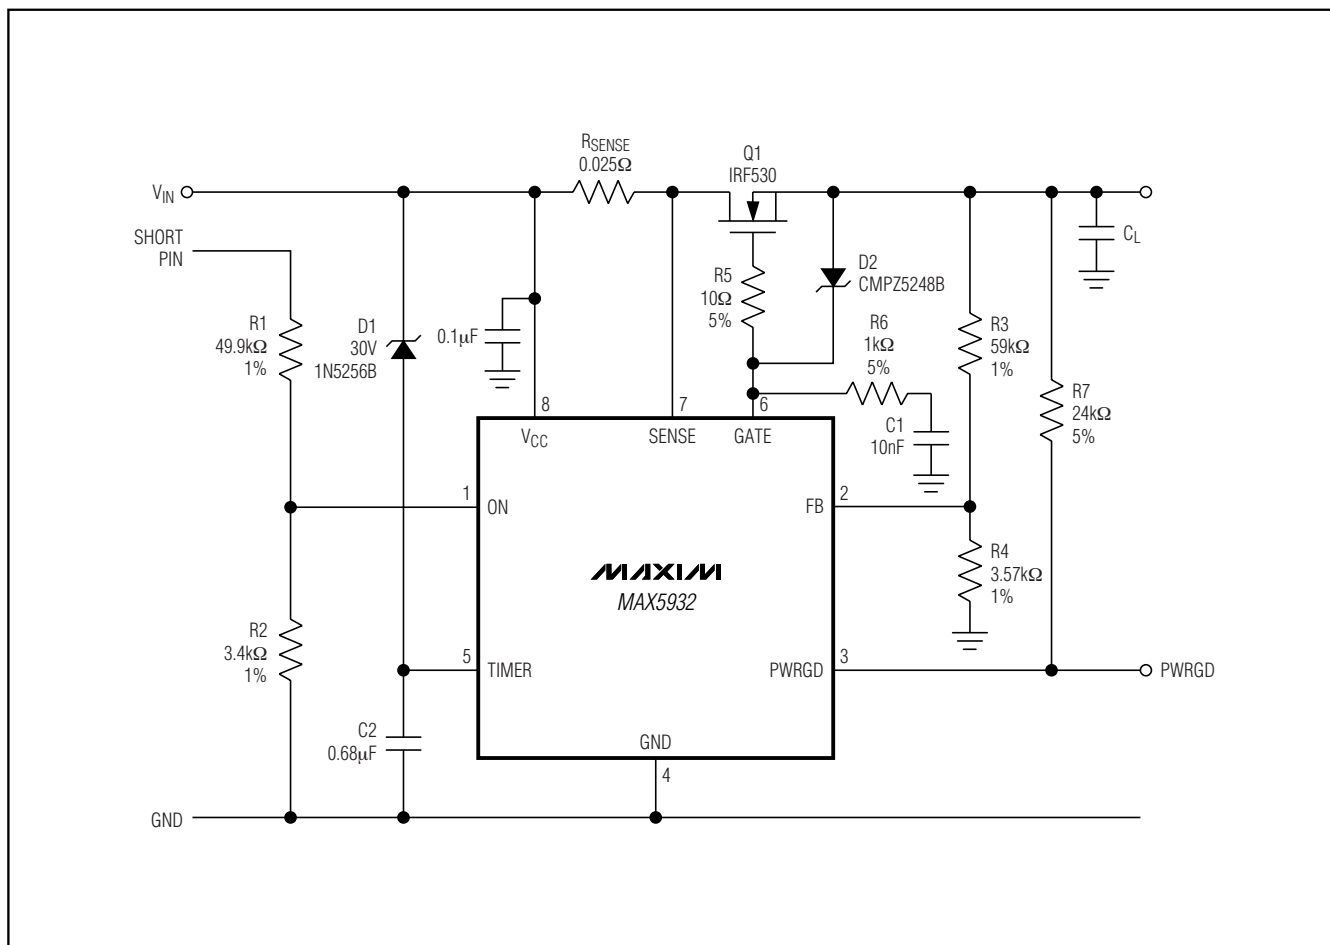 RSENSE
0.025Ω
Q1
IRF530
VIN
SHORT
PIN
CL
D2
CMPZ5248B
R5
10Ω
5%
R6
1kΩ
5%
R3
59kΩ
1%
R1
49.9kΩ
1%
D1
30V
1N5256B
0.1μF
R7
24kΩ
5%
8
7
6
C1
10nF
VCC
SENSE
GATE
1
ON
2
FB
MAXIM
MAX5932
R4
3.57kΩ
1%
R2
3.4kΩ
1%
5
TIMER
3
PWRGD
PWRGD
C2
0.68μF
GND
4
GND